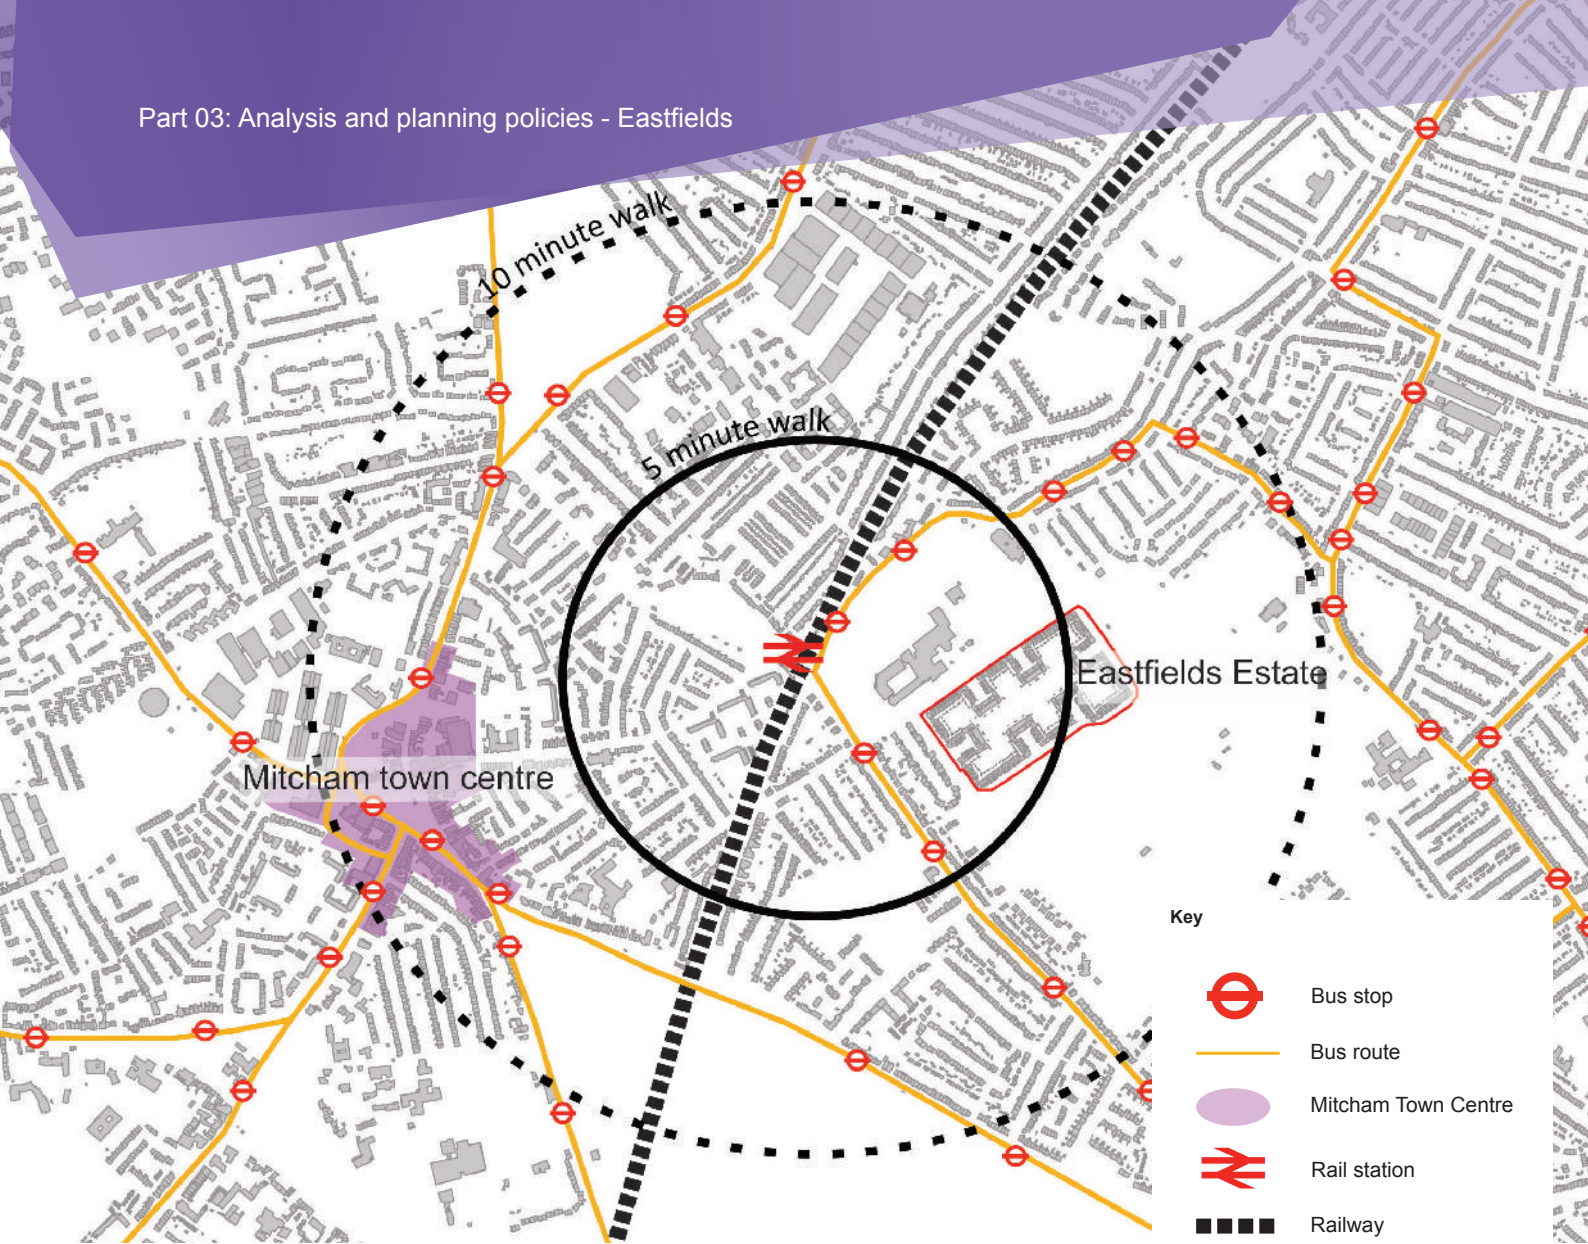 Part 03: Analysis and planning policies - Eastfields
10 minute walk
5 minute walk
Eastfields Estate
Mitcham town centre
Key
Bus stop
Bus route
Mitcham Town Centre
Rail station
Railway